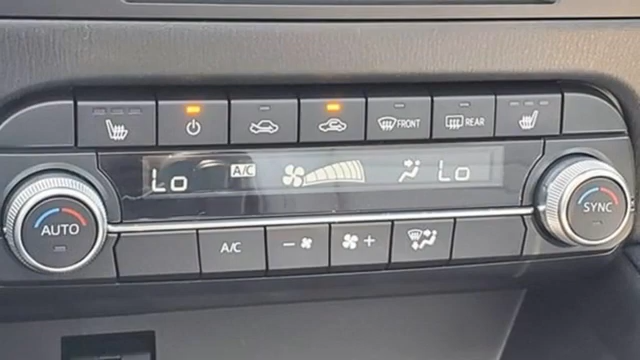 FRONT REAR
Lo A/C Lo
AUTO SYNC
A/C - +